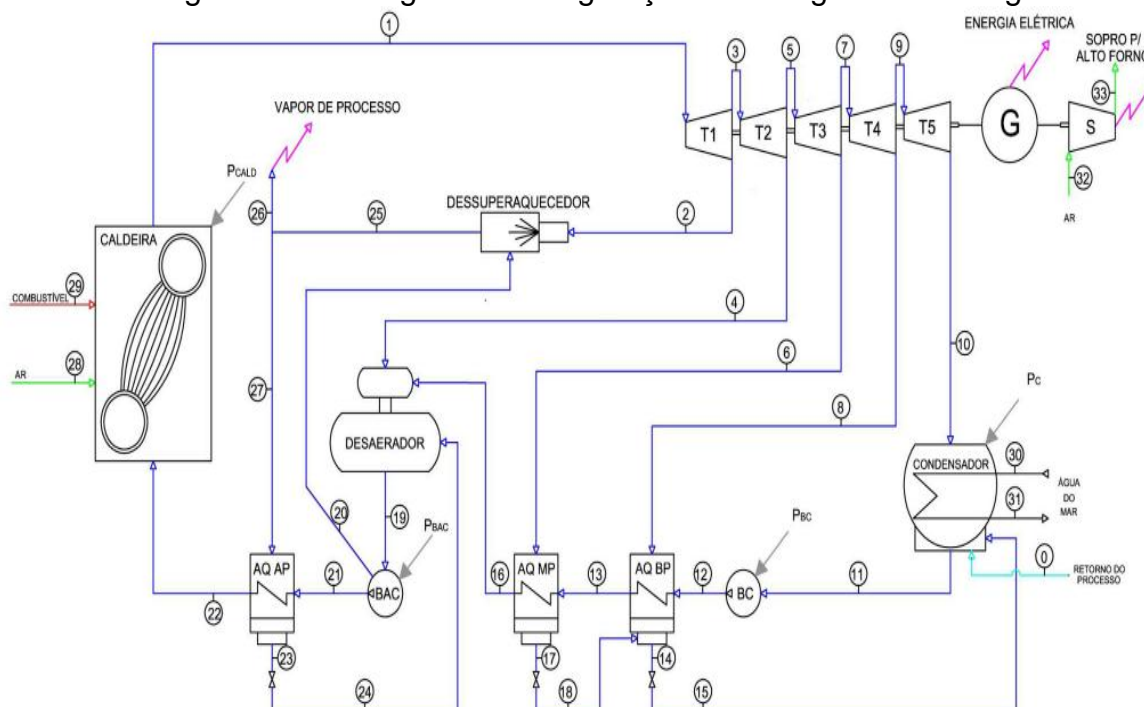 1
3
5
7
9
ENERGIA ELÉTRICA
SOPRO P/
ALTO FORNO
33
VAPOR DE PROCESSO
T1
T2
T3
T4
T5
G
S
32
AR
PCALD
26
25
DESSUPERAQUECEDOR
2
CALDEIRA
COMBUSTÍVEL
29
AR
28
4
6
8
10
27
PC
DESAERADOR
CONDENSADOR
30
31
ÁGUA
DO
MAR
20
19
PBAC
PBC
AQ AP
21
BAC
16
AQ MP
13
AQ BP
12
BC
11
0
RETORNO DO
PROCESSO
22
23
17
14
24
18
15